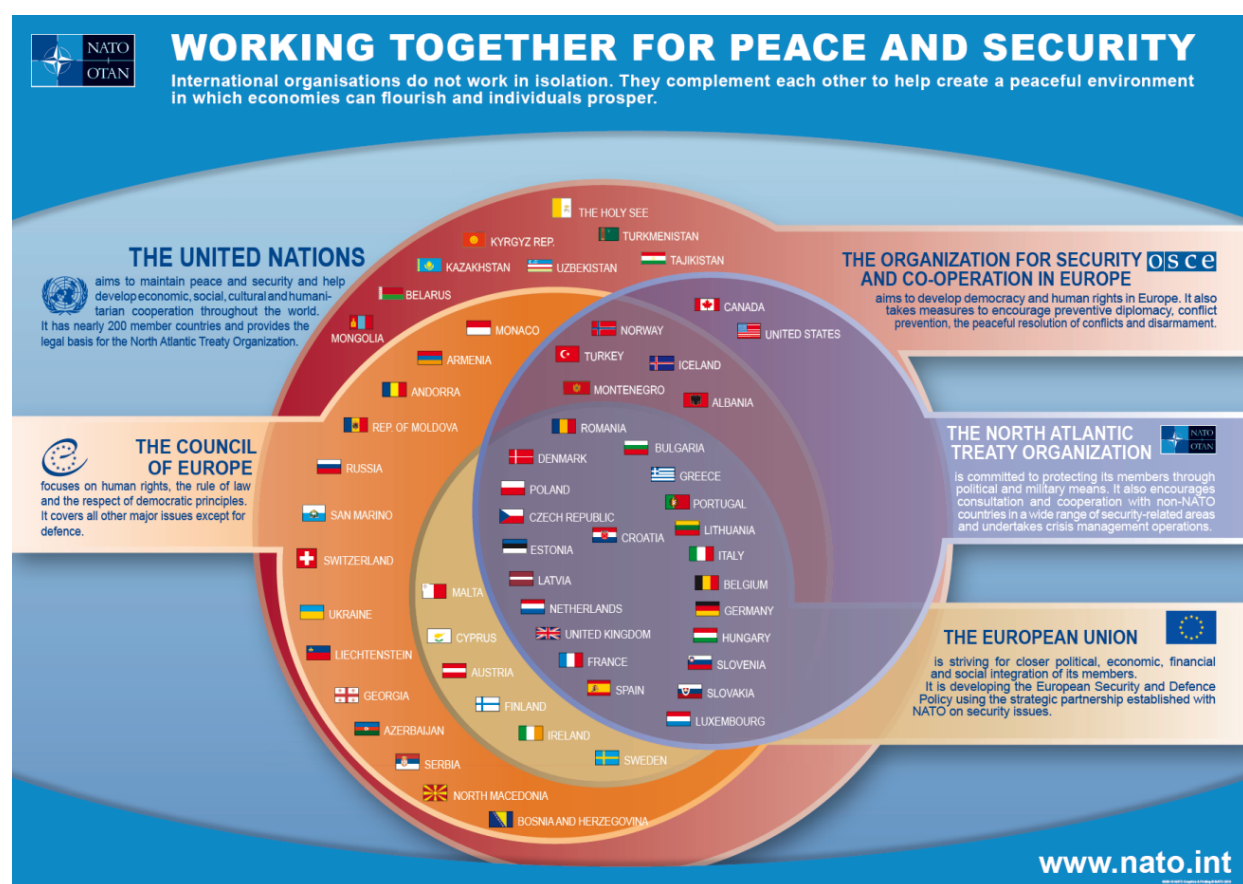 NATO
OTAN
WORKING TOGETHER FOR PEACE AND SECURITY
International organisations do not work in isolation. They complement each other to help create a peaceful environment
in which economies can flourish and individuals prosper.
THE UNITED NATIONS
aims to maintain peace and security and help
develop economic, social, cultural and humani-
tarian cooperation throughout the world.
It has nearly 200 member countries and provides the
legal basis for the North Atlantic Treaty Organization.
THE COUNCIL
OF EUROPE
focuses on human rights, the rule of law
and the respect of democratic principles.
It covers all other major issues except for
defence.
THE HOLY SEE
KYRGYZ REP.
TURKMENISTAN
KAZAKHSTAN
UZBEKISTAN
TAJIKISTAN
BELARUS
MONGOLIA
MONACO
ARMENIA
ANDORRA
REP. OF MOLDOVA
RUSSIA
SAN MARINO
SWITZERLAND
UKRAINE
LIECHTENSTEIN
GEORGIA
AZERBAIJAN
SERBIA
NORTH MACEDONIA
BOSNIA AND HERZEGOVINA
MALTA
CYPRUS
AUSTRIA
FINLAND
IRELAND
SWEDEN
CANADA
UNITED STATES
NORWAY
TURKEY
ICELAND
MONTENEGRO
ALBANIA
ROMANIA
BULGARIA
DENMARK
GREECE
POLAND
PORTUGAL
CZECH REPUBLIC
LITHUANIA
CROATIA
ESTONIA
ITALY
LATVIA
BELGIUM
NETHERLANDS
GERMANY
UNITED KINGDOM
HUNGARY
FRANCE
SLOVENIA
SPAIN
SLOVAKIA
LUXEMBOURG
THE ORGANIZATION FOR SECURITY
AND CO-OPERATION IN EUROPE
osce
aims to develop democracy and human rights in Europe. It also
takes measures to encourage preventive diplomacy, conflict
prevention, the peaceful resolution of conflicts and disarmament.
THE NORTH ATLANTIC
TREATY ORGANIZATION
NATO
OTAN
is committed to protecting its members through
political and military means. It also encourages
consultation and cooperation with non-NATO
countries in a wide range of security-related areas
and undertakes crisis management operations.
THE EUROPEAN UNION
is striving for closer political, economic, financial
and social integration of its members.
It is developing the European Security and Defence
Policy using the strategic partnership established with
NATO on security issues.
www.nato.int